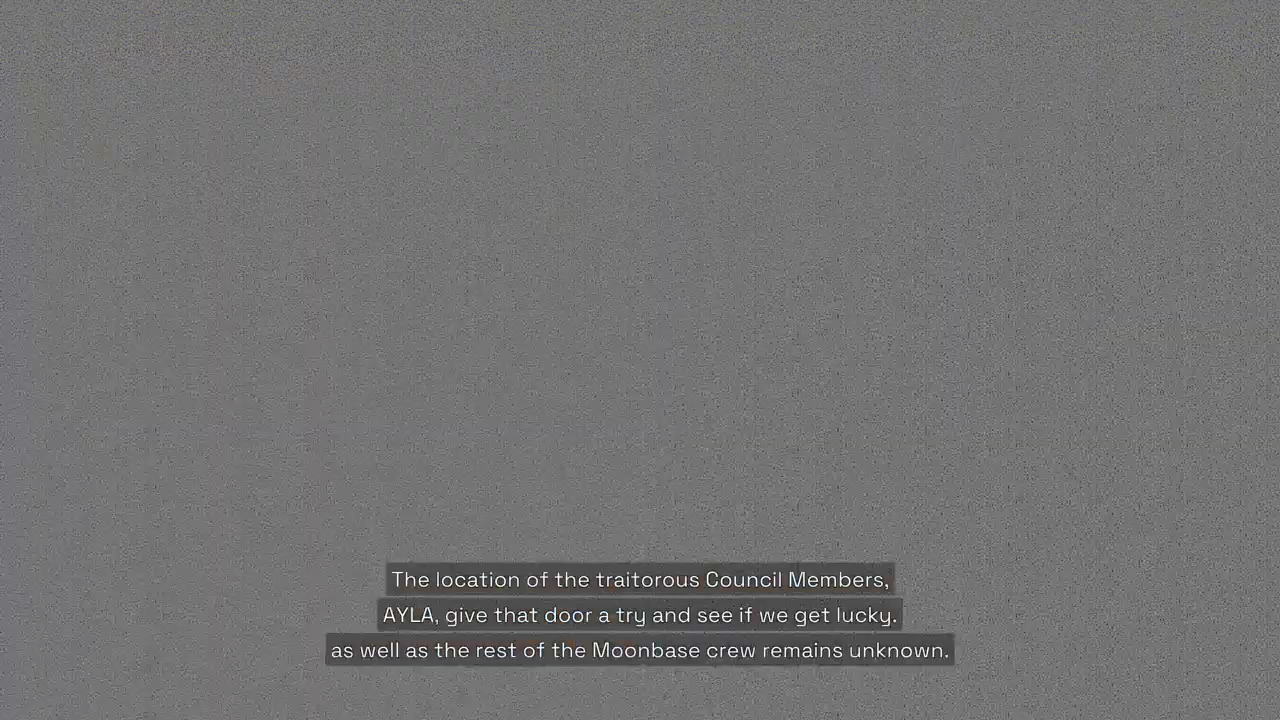 The location of the traitorous Council Members,
AYLA, give that door a try and see if we get lucky.
as well as the rest of the Moonbase crew remains unknown.